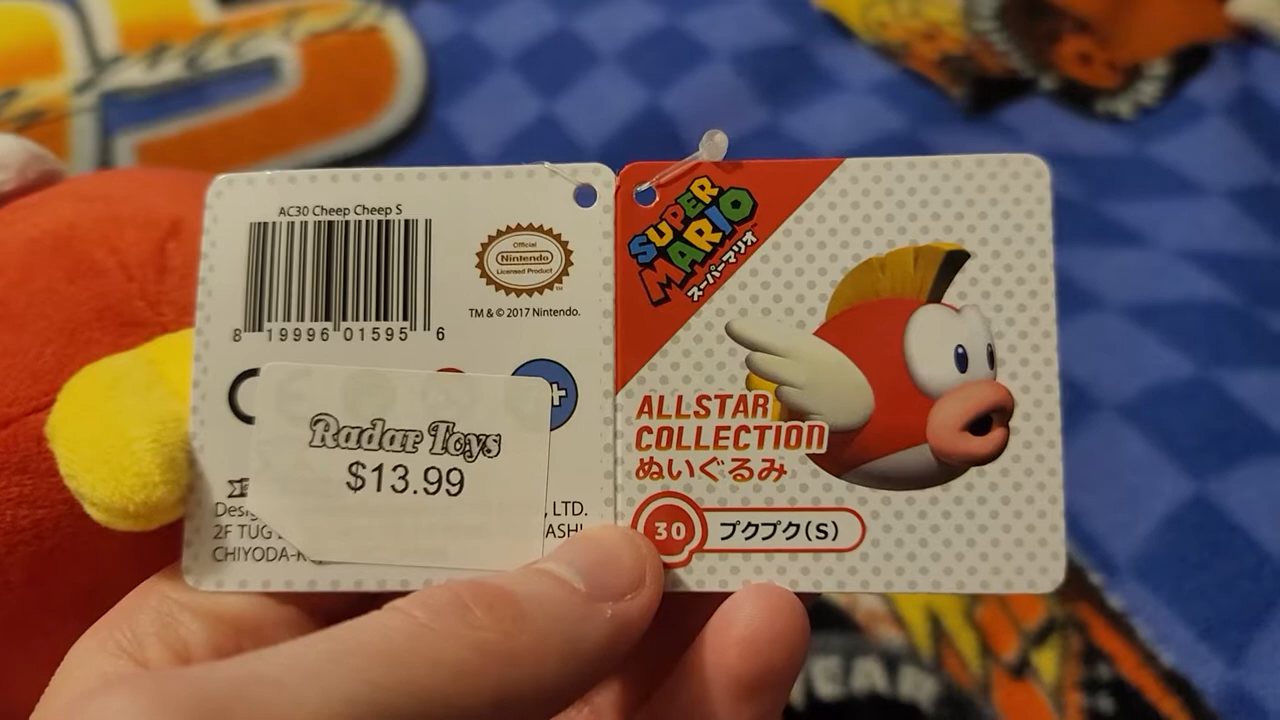 AC30 Cheep Cheep S
8 19996 01595 6
Official
Nintendo
Licensed Product
TM & © 2017 Nintendo.
+
Radar Toys
$13.99
, LTD.
2F TUG
CHIYODA-
SUPER
MARIO
スーパーマリオ
ALLSTAR
COLLECTION
ぬいぐるみ
30 プクプク(S)
YEAR